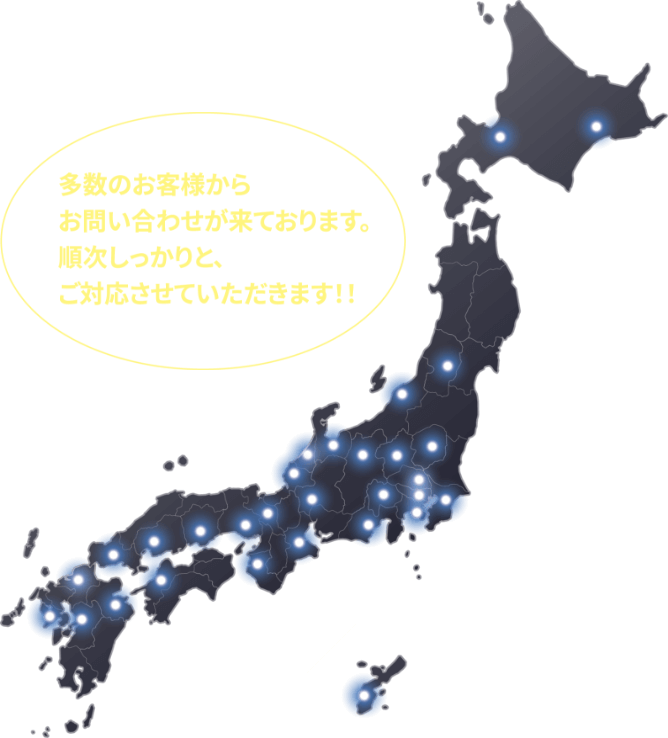 多数のお客様から
お問い合わせが来ております。
順次しっかりと、
ご対応させていただきます!!